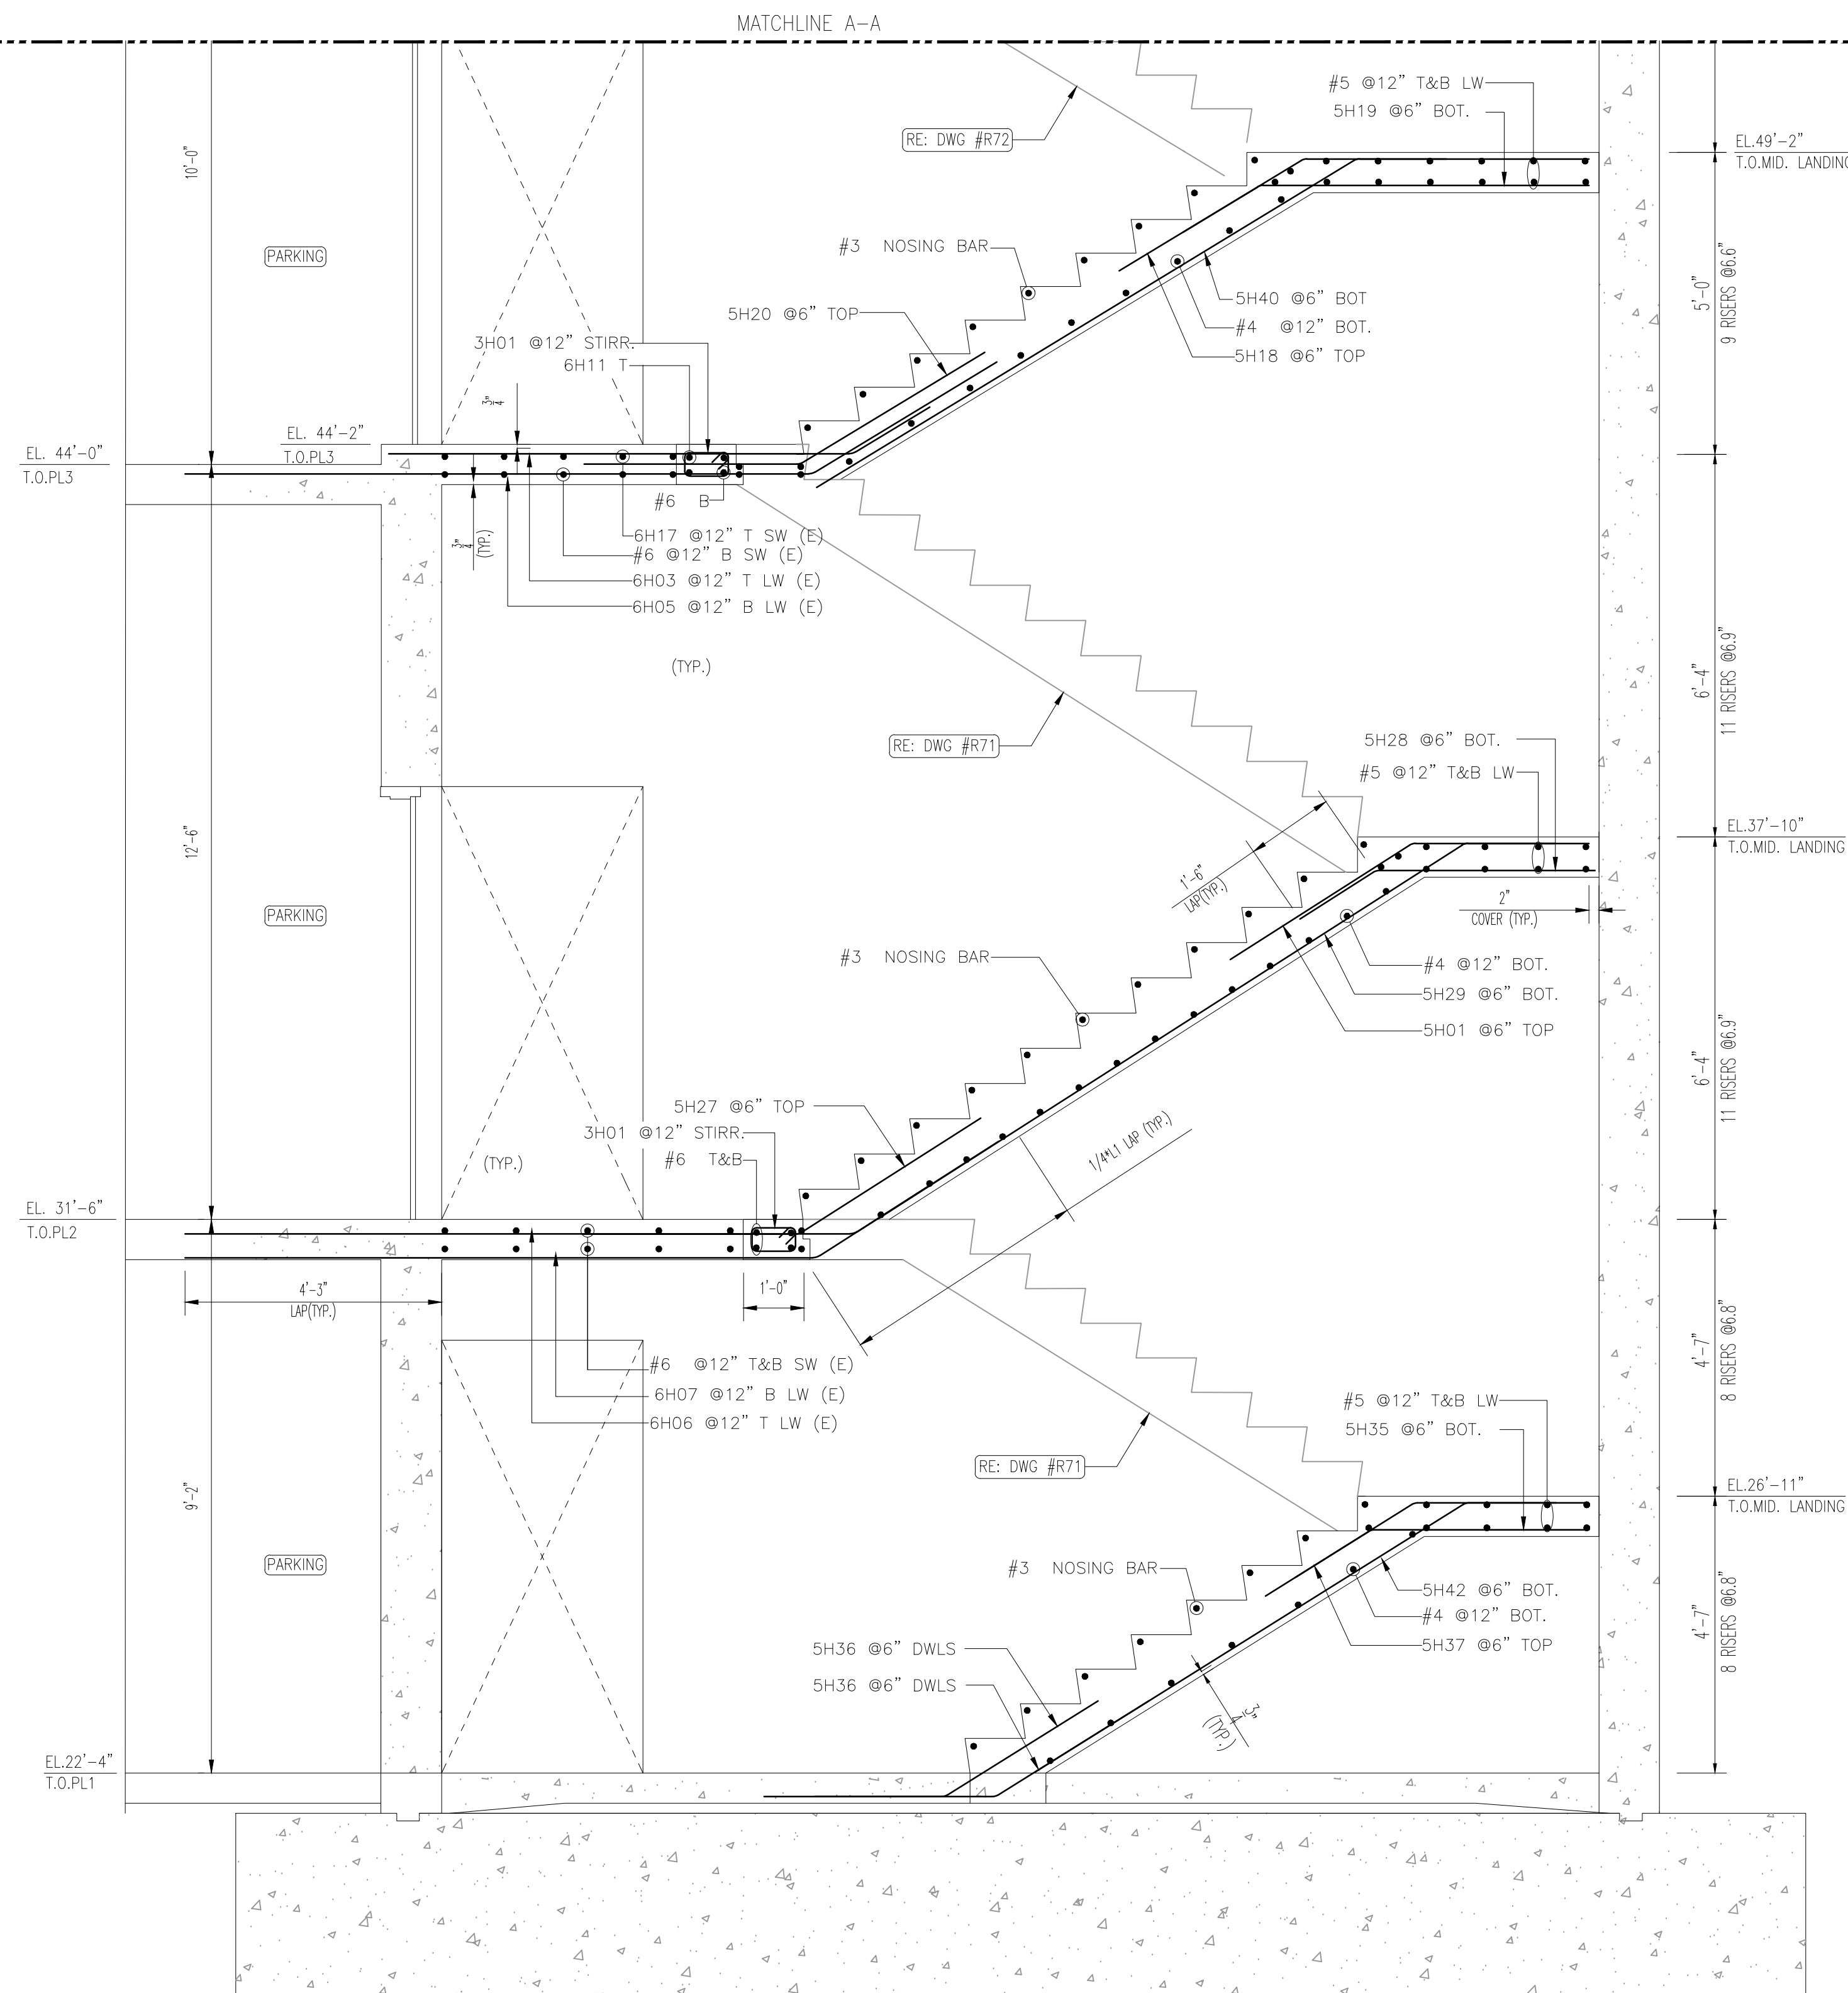 MATCHLINE A-A
#5 @12" T&B LW
5H19 @6" BOT.
EL.49'-2"
T.O.MID. LANDING
RE: DWG #R72
10'-0"
PARKING
#3 NOSING BAR
5'-0"
9 RISERS @6.6"
5H40 @6" BOT
#4 @12" BOT.
5H18 @6" TOP
5H20 @6" TOP
3H01 @12" STIRR.
6H11 T
3/4"
EL. 44'-2"
T.O.PL3
EL. 44'-0"
T.O.PL3
#6 B
3/4"
(TYP.)
6H17 @12" T SW (E)
#6 @12" B SW (E)
6H03 @12" T LW (E)
6H05 @12" B LW (E)
(TYP.)
6'-4"
11 RISERS @6.9"
RE: DWG #R71
5H28 @6" BOT.
#5 @12" T&B LW
EL.37'-10"
T.O.MID. LANDING
12'-6"
1'-6"
LAP(TYP.)
PARKING
2"
COVER (TYP.)
#3 NOSING BAR
#4 @12" BOT.
5H29 @6" BOT.
5H01 @6" TOP
6'-4"
11 RISERS @6.9"
5H27 @6" TOP
3H01 @12" STIRR.
#6 T&B
(TYP.)
1/4*L1 LAP (TYP.)
EL. 31'-6"
T.O.PL2
4'-3"
LAP(TYP.)
1'-0"
#6 @12" T&B SW (E)
6H07 @12" B LW (E)
6H06 @12" T LW (E)
4'-7"
8 RISERS @6.8"
#5 @12" T&B LW
5H35 @6" BOT.
RE: DWG #R71
9'-2"
EL.26'-11"
T.O.MID. LANDING
PARKING
#3 NOSING BAR
5H42 @6" BOT.
#4 @12" BOT.
5H37 @6" TOP
4'-7"
8 RISERS @6.8"
5H36 @6" DWLS
5H36 @6" DWLS
3/4"
(TYP.)
EL.22'-4"
T.O.PL1